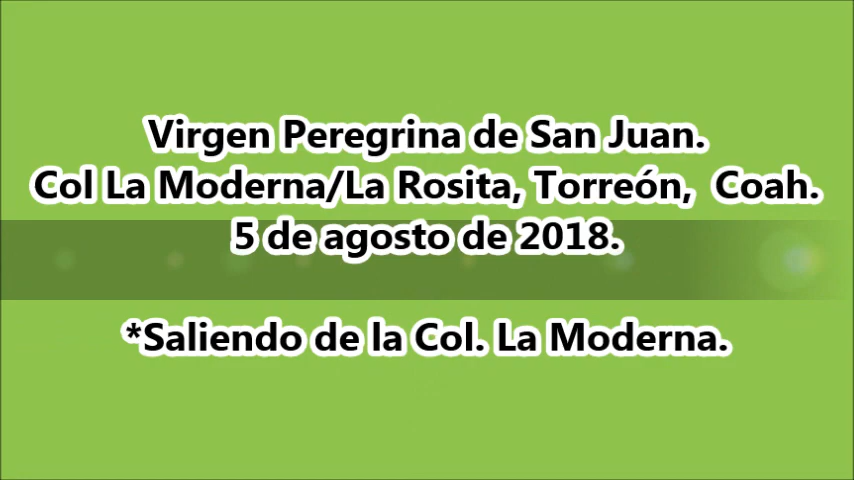 Virgen Peregrina de San Juan.
Col La Moderna/La Rosita, Torreón,  Coah.
5 de agosto de 2018.
*Saliendo de la Col. La Moderna.